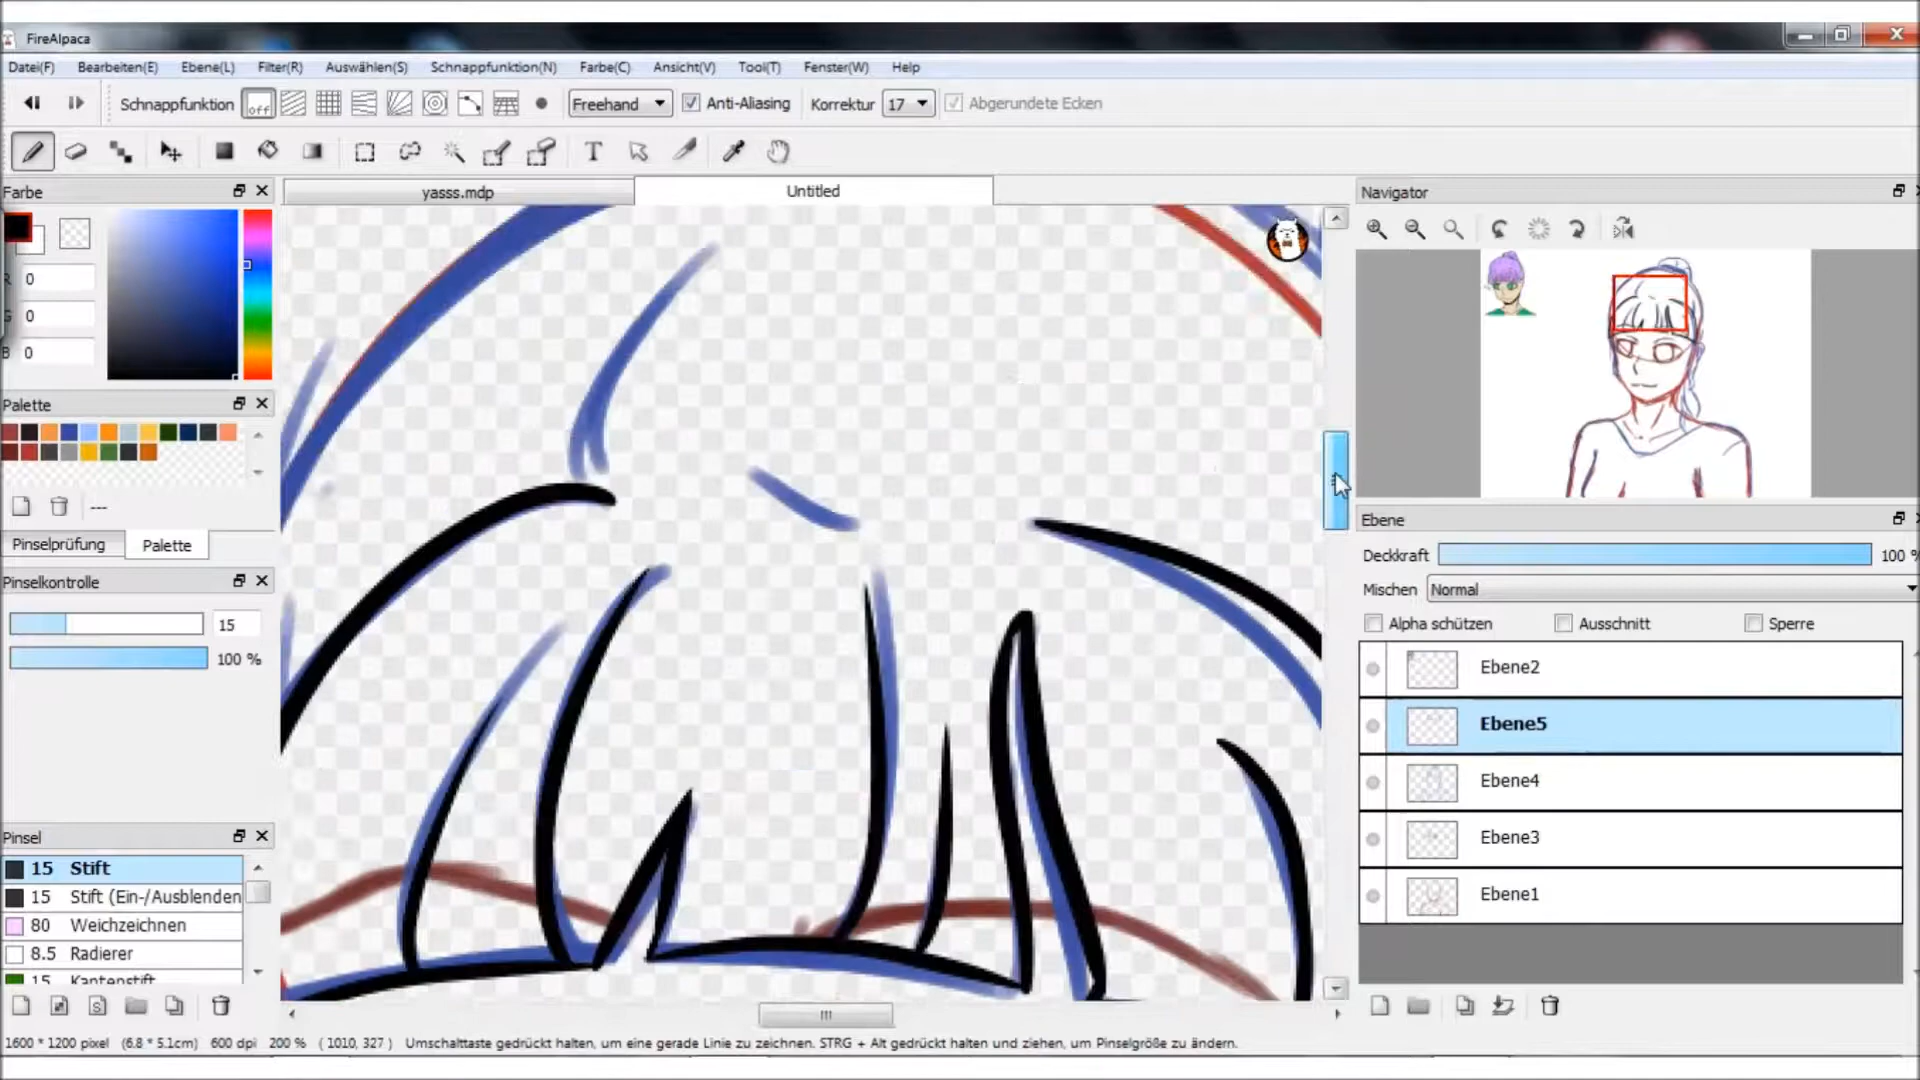 FireAlpaca
Datei(F) Bearbeiten(E) Ebene(L) Filter(R) Auswählen(S) Schnappfunktion(N) Farbe(C) Ansicht(V) Tool(T) Fenster(W) Help
Schnappfunktion off Freehand Anti-Aliasing Korrektur 17 Abgerundete Ecken
T
Farbe
yasss.mdp
Untitled
Navigator
R 0
G 0
B 0
Palette
---
Pinselprüfung Palette
Pinselkontrolle
15
100 %
Pinsel
15 Stift
15 Stift (Ein-/Ausblenden
80 Weichzeichnen
8.5 Radierer
15 Kantenstift
Ebene
Deckkraft 100 %
Mischen Normal
Alpha schützen Ausschnitt Sperre
Ebene2
Ebene5
Ebene4
Ebene3
Ebene1
1600 * 1200 pixel (6.8 * 5.1cm) 600 dpi 200 % ( 1010, 327 ) Umschalttaste gedrückt halten, um eine gerade Linie zu zeichnen. STRG + Alt gedrückt halten und ziehen, um Pinselgröße zu ändern.